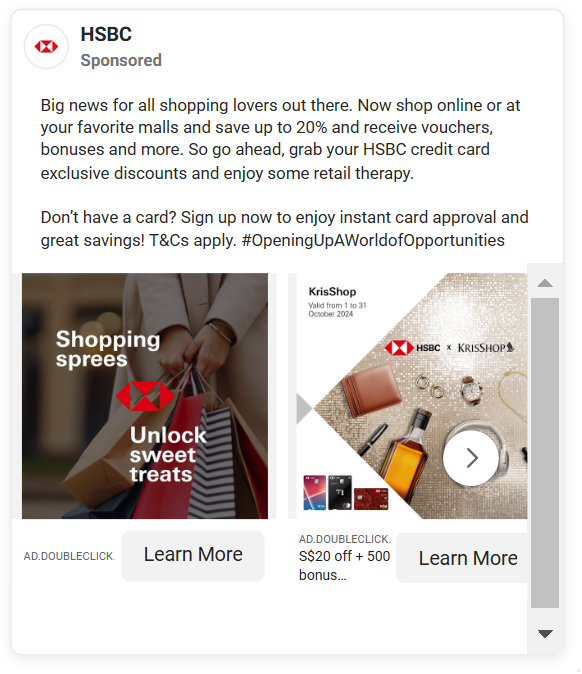 HSBC
Sponsored
Big news for all shopping lovers out there. Now shop online or at
your favorite malls and save up to 20% and receive vouchers,
bonuses and more. So go ahead, grab your HSBC credit card
exclusive discounts and enjoy some retail therapy.
Don’t have a card? Sign up now to enjoy instant card approval and
great savings! T&Cs apply. #OpeningUpAWorldofOpportunities
Shopping
sprees
Unlock
sweet
treats
KrisShop
Valid from 1 to 31
October 2024
HSBC x KRISSHOP
AD.DOUBLECLICK.
Learn More
AD.DOUBLECLICK.
S$20 off + 500
bonus...
Learn More